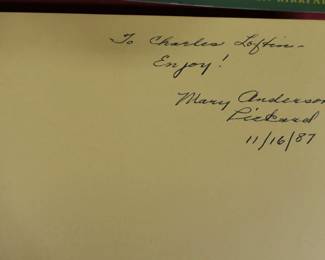 To Charles Loftin-
Enjoy!
Mary Anderson
Pickard
11/16/87